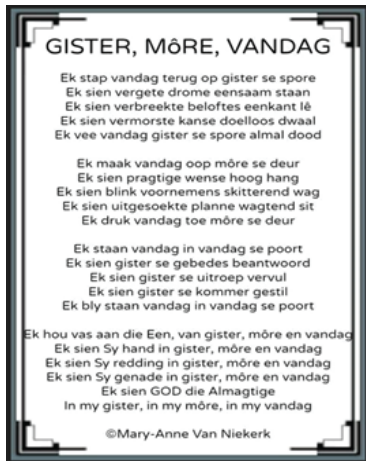 GISTER, MôRE, VANDAG
Ek stap vandag terug op gister se spore
Ek sien vergete drome eensaam staan
Ek sien verbreekte beloftes eenkant lê
Ek sien vermorste kanse doelloos dwaal
Ek vee vandag gister se spore almal dood
Ek maak vandag oop môre se deur
Ek sien pragtige wense hoog hang
Ek sien blink voornemens skitterend wag
Ek sien uitgesoekte planne wagtend sit
Ek druk vandag toe môre se deur
Ek staan vandag in vandag se poort
Ek sien gister se gebedes beantwoord
Ek sien gister se uitroep vervul
Ek sien gister se kommer gestil
Ek bly staan vandag in vandag se poort
Ek hou vas aan die Een, van gister, môre en vandag
Ek sien Sy hand in gister, môre en vandag
Ek sien Sy redding in gister, môre en vandag
Ek sien Sy genade in gister, môre en vandag
Ek sien GOD die Almagtige
In my gister, in my môre, in my vandag
©Mary-Anne Van Niekerk